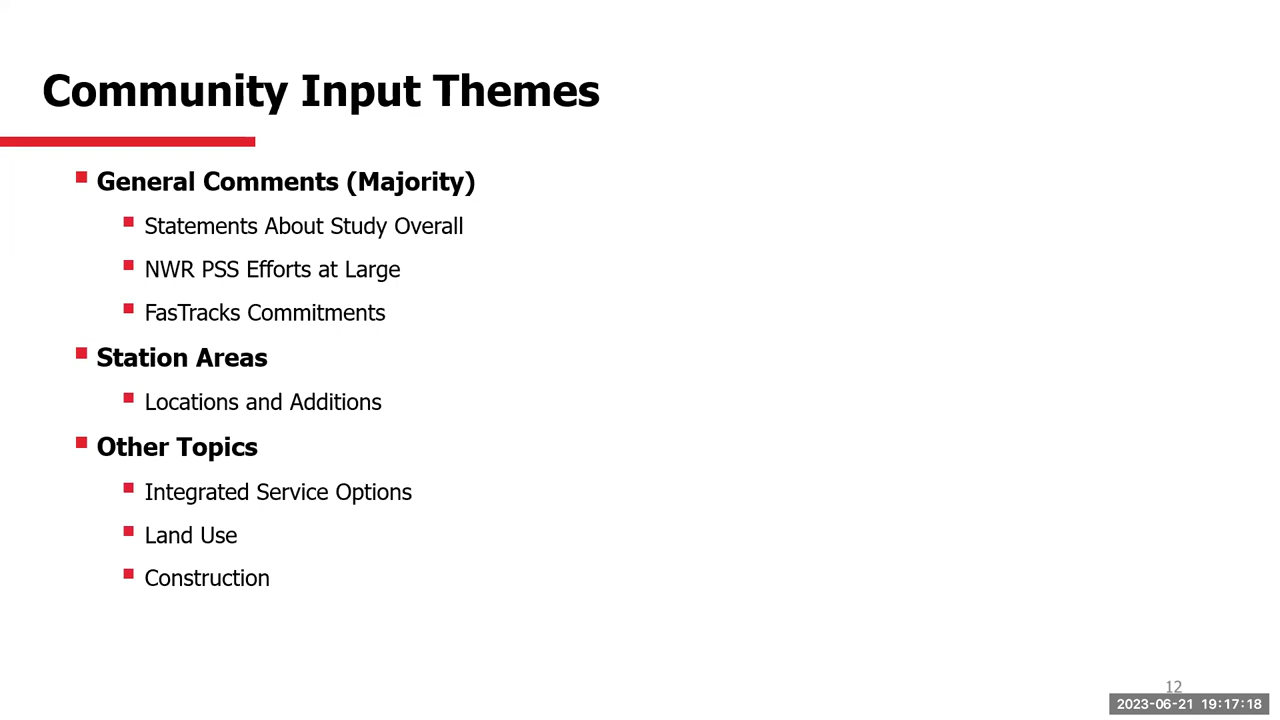 Community Input Themes
General Comments (Majority)
Statements About Study Overall
NWR PSS Efforts at Large
FasTracks Commitments
Station Areas
Locations and Additions
Other Topics
Integrated Service Options
Land Use
Construction
12
2023-06-21 19:17:18